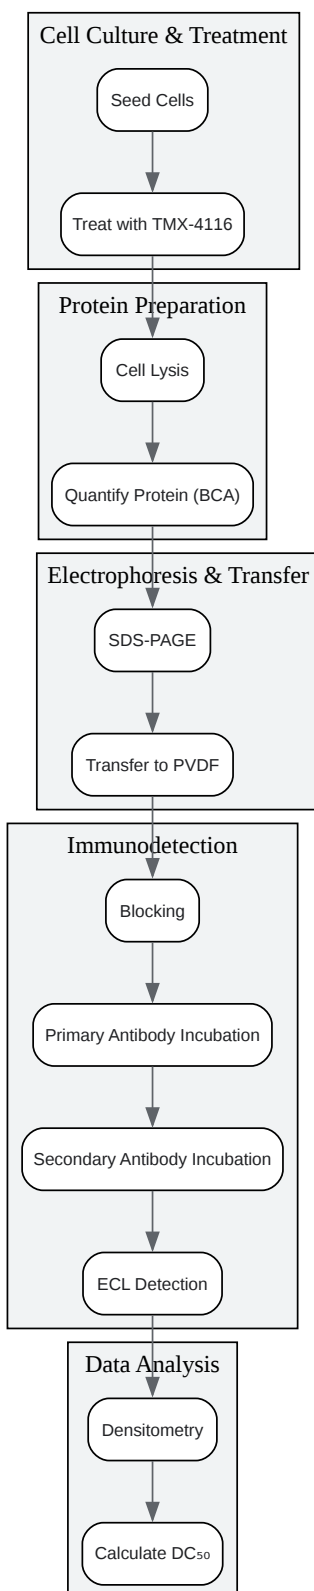 Cell Culture & Treatment
Seed Cells
Treat with TMX-4116
Protein Preparation
Cell Lysis
Quantify Protein (BCA)
Electrophoresis & Transfer
SDS-PAGE
Transfer to PVDF
Immunodetection
Blocking
Primary Antibody Incubation
Secondary Antibody Incubation
ECL Detection
Data Analysis
Densitometry
Calculate DC₅₀